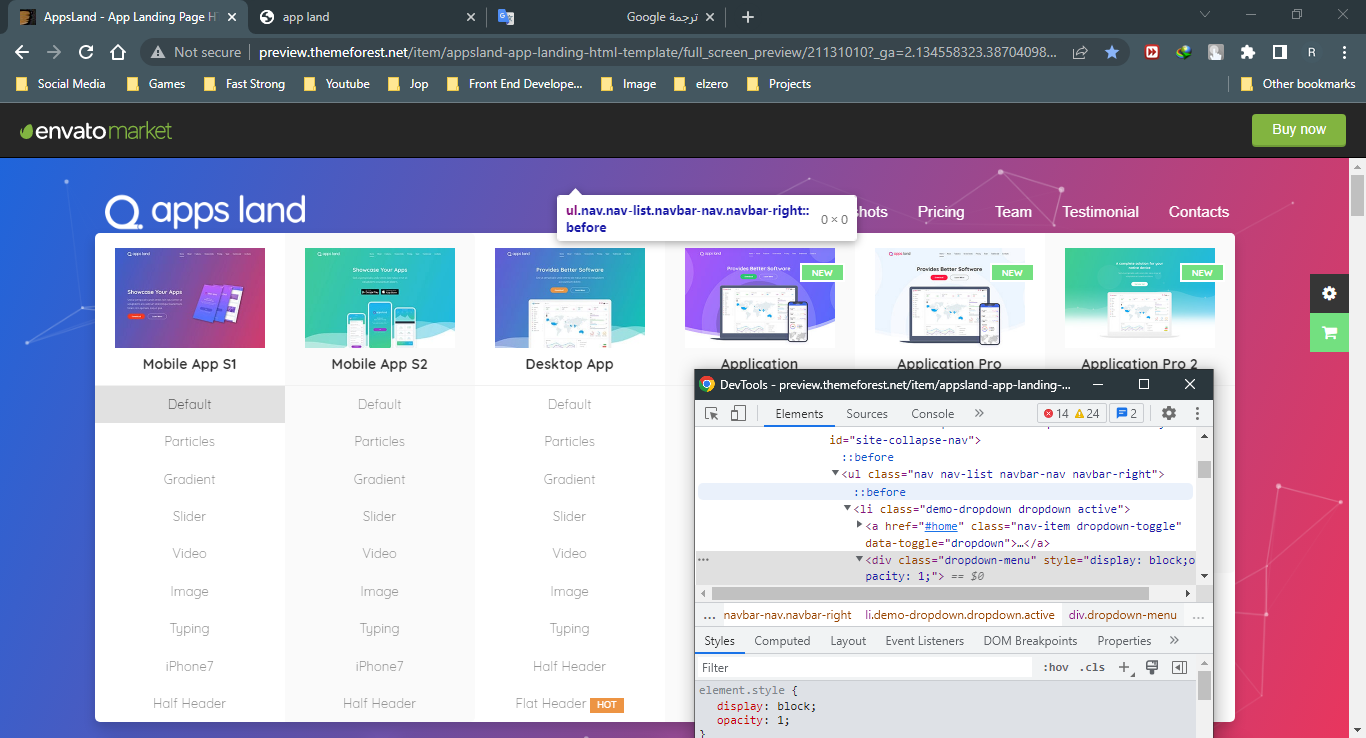 AppsLand - App Landing Page H
app land
ترجمة Google
Not secure
preview.themeforest.net/item/appsland-app-landing-html-template/full_screen_preview/21131010?_ga=2.134558323.38704098...
R
Social Media
Games
Fast Strong
Youtube
Jop
Front End Develope...
Image
elzero
Projects
Other bookmarks
envatomarket
Buy now
apps land
ul.nav.nav-list.navbar-nav.navbar-right::
before
0 × 0
hots
Pricing
Team
Testimonial
Contacts
Showcase Your Apps
Showcase Your Apps
Provides Better Software
Provides Better Software
NEW
Provides Better Software
NEW
NEW
Mobile App S1
Mobile App S2
Desktop App
Application
Application Pro
Application Pro 2
Default
Default
Default
Particles
Particles
Particles
Gradient
Gradient
Gradient
Slider
Slider
Slider
Video
Video
Video
Image
Image
Image
Typing
Typing
Typing
iPhone7
iPhone7
Half Header
Half Header
Half Header
Flat Header HOT
DevTools - preview.themeforest.net/item/appsland-app-landing-...
Elements
Sources
Console
14
24
2
id="site-collapse-nav">
::before
<ul class="nav nav-list navbar-nav navbar-right">
::before
<li class="demo-dropdown dropdown active">
<a href="#home" class="nav-item dropdown-toggle"
data-toggle="dropdown">…</a>
<div class="dropdown-menu" style="display: block;o
pacity: 1;"> == $0
... navbar-nav.navbar-right li.demo-dropdown.dropdown.active div.dropdown-menu ...
Styles
Computed
Layout
Event Listeners
DOM Breakpoints
Properties
Filter
:hov .cls
element.style {
display: block;
opacity: 1;
}